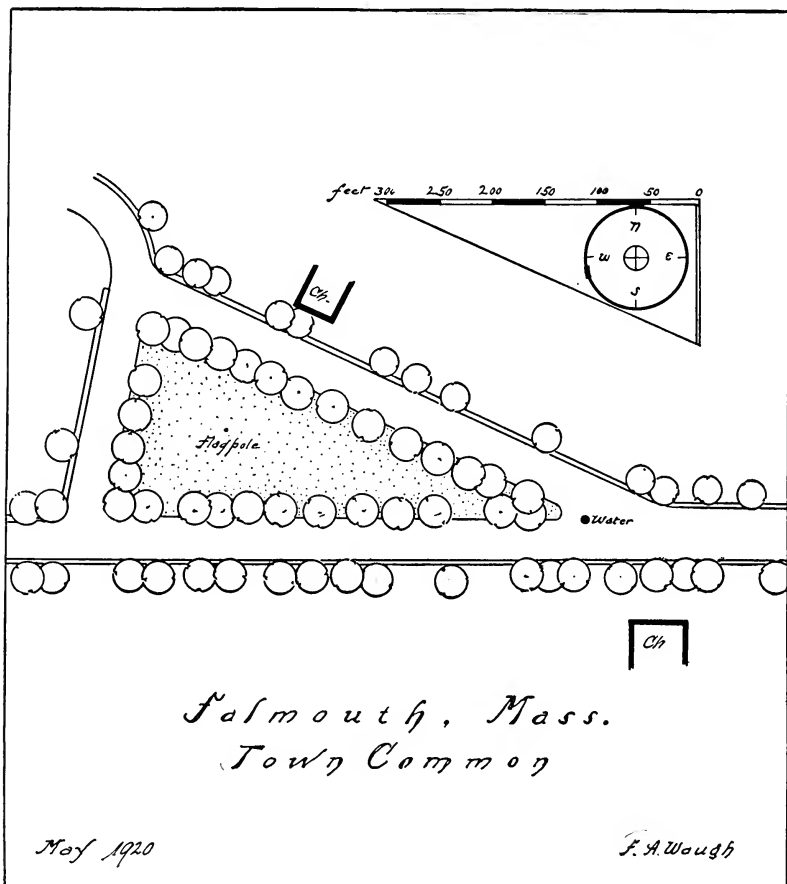 feet 300 250 200 150 100 50 0
n
w e
s
Ch.
Flagpole
Water
Ch
Falmouth, Mass.
Town Common
May 1920
F. A. Waugh